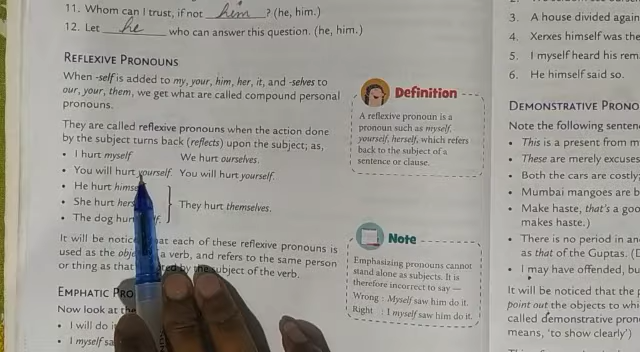 11. Whom can I trust, if not him ? (he, him.)
12. Let he who can answer this question. (he, him.)
REFLEXIVE PRONOUNS
When -self is added to my, your, him, her, it, and -selves to
our, your, them, we get what are called compound personal
pronouns.
They are called reflexive pronouns when the action done
by the subject turns back (reflects) upon the subject; as,
• I hurt myself We hurt ourselves.
• You will hurt yourself. You will hurt yourself.
• He hurt himse
• She hurt hers They hurt themselves.
• The dog hur lf.
It will be notic hat each of these reflexive pronouns is
used as the obje a verb, and refers to the same person
or thing as that ted by the subject of the verb.
EMPHATIC PRO
Now look at the
• I will do i
• I myself sa
Definition
A reflexive pronoun is a
pronoun such as myself,
yourself, herself, which refers
back to the subject of a
sentence or clause.
Note
Emphasizing pronouns cannot
stand alone as subjects. It is
therefore incorrect to say —
Wrong : Myself saw him do it.
Right : I myself saw him do it.
3. A house divided again
4. Xerxes himself was the
5. I myself heard his rem
6. He himself said so.
DEMONSTRATIVE PRONO
Note the following senten
• This is a present from m
• These are merely excuses
• Both the cars are costly;
• Mumbai mangoes are b
• Make haste, that's a goo
makes haste.)
• There is no period in an
as that of the Guptas. (
• I may have offended, bu
It will be noticed that the p
point out the objects to whi
called demonstrative pron
means, 'to show clearly')